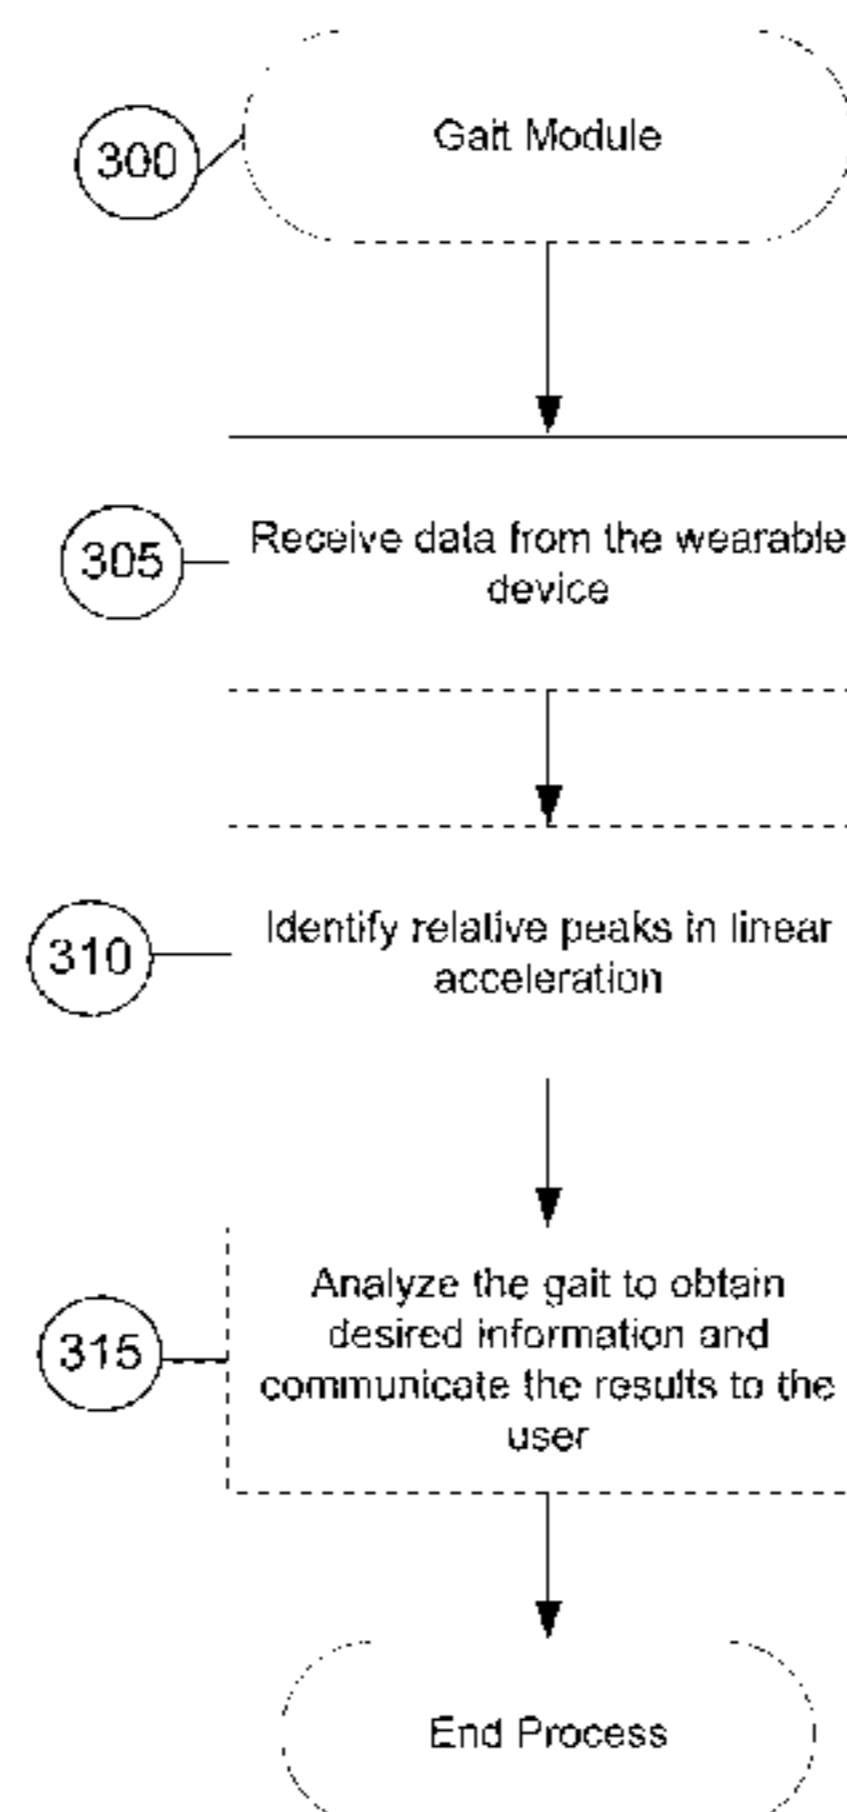 300
Gait Module
305
Receive data from the wearable
device
310
Identify relative peaks in linear
acceleration
315
Analyze the gait to obtain
desired information and
communicate the results to the
user
End Process